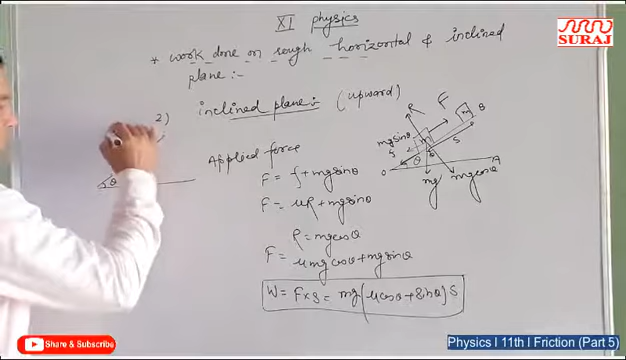 XI physics
* work done on rough horizontal & inclined
plane :-
2) inclined plane :- (upward)
Applied force
F = f + mg sinθ
F = μR + mg sinθ
R = mg cosθ
F = μmg cosθ + mg sinθ
W = F×s = mg(μ cosθ + sinθ) s
R
F
m
B
mg sinθ
m
s
f
θ
θ
O
A
mg
mg cosθ
θ
SURAJ
Share & Subscribe
Physics I 11th I Friction (Part 5)